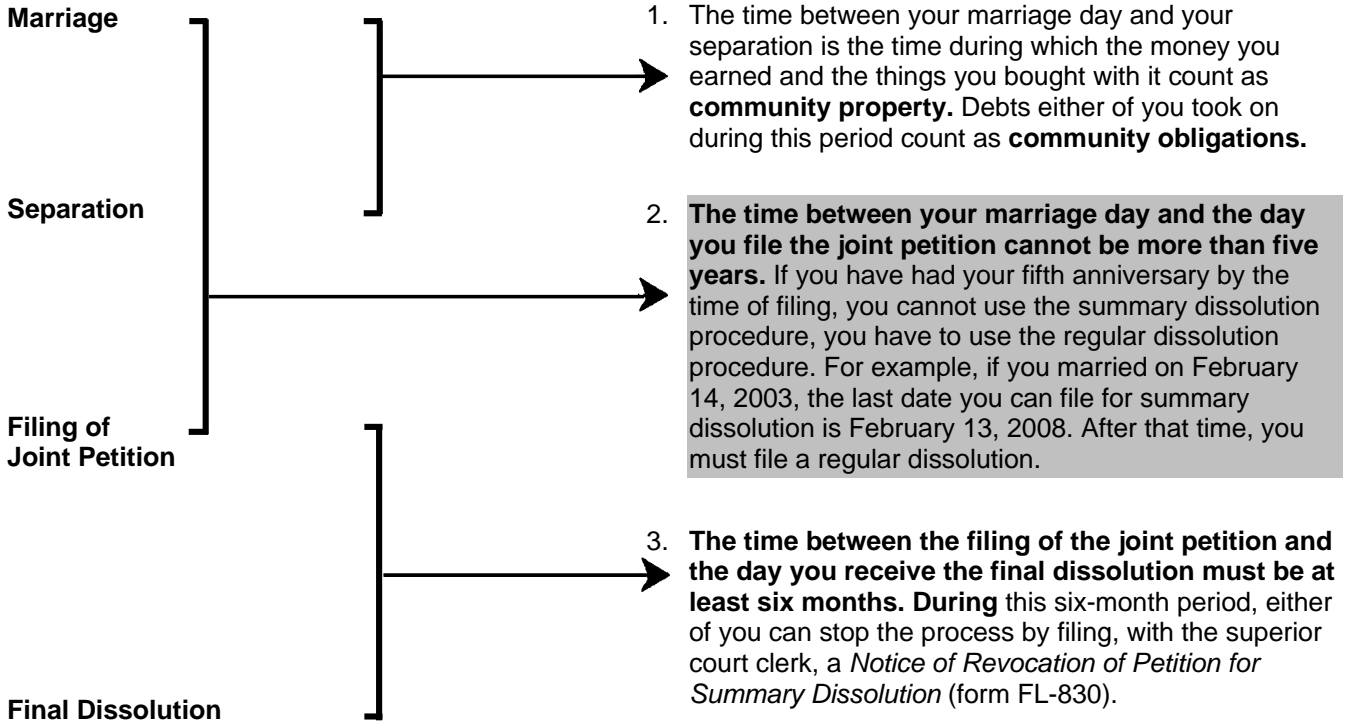 Marriage
1. The time between your marriage day and your
separation is the time during which the money you
earned and the things you bought with it count as
community property. Debts either of you took on
during this period count as community obligations.
Separation
2. The time between your marriage day and the day
you file the joint petition cannot be more than five
years. If you have had your fifth anniversary by the
time of filing, you cannot use the summary dissolution
procedure, you have to use the regular dissolution
procedure. For example, if you married on February
14, 2003, the last date you can file for summary
dissolution is February 13, 2008. After that time, you
must file a regular dissolution.
Filing of
Joint Petition
3. The time between the filing of the joint petition and
the day you receive the final dissolution must be at
least six months. During this six-month period, either
of you can stop the process by filing, with the superior
court clerk, a Notice of Revocation of Petition for
Summary Dissolution (form FL-830).
Final Dissolution